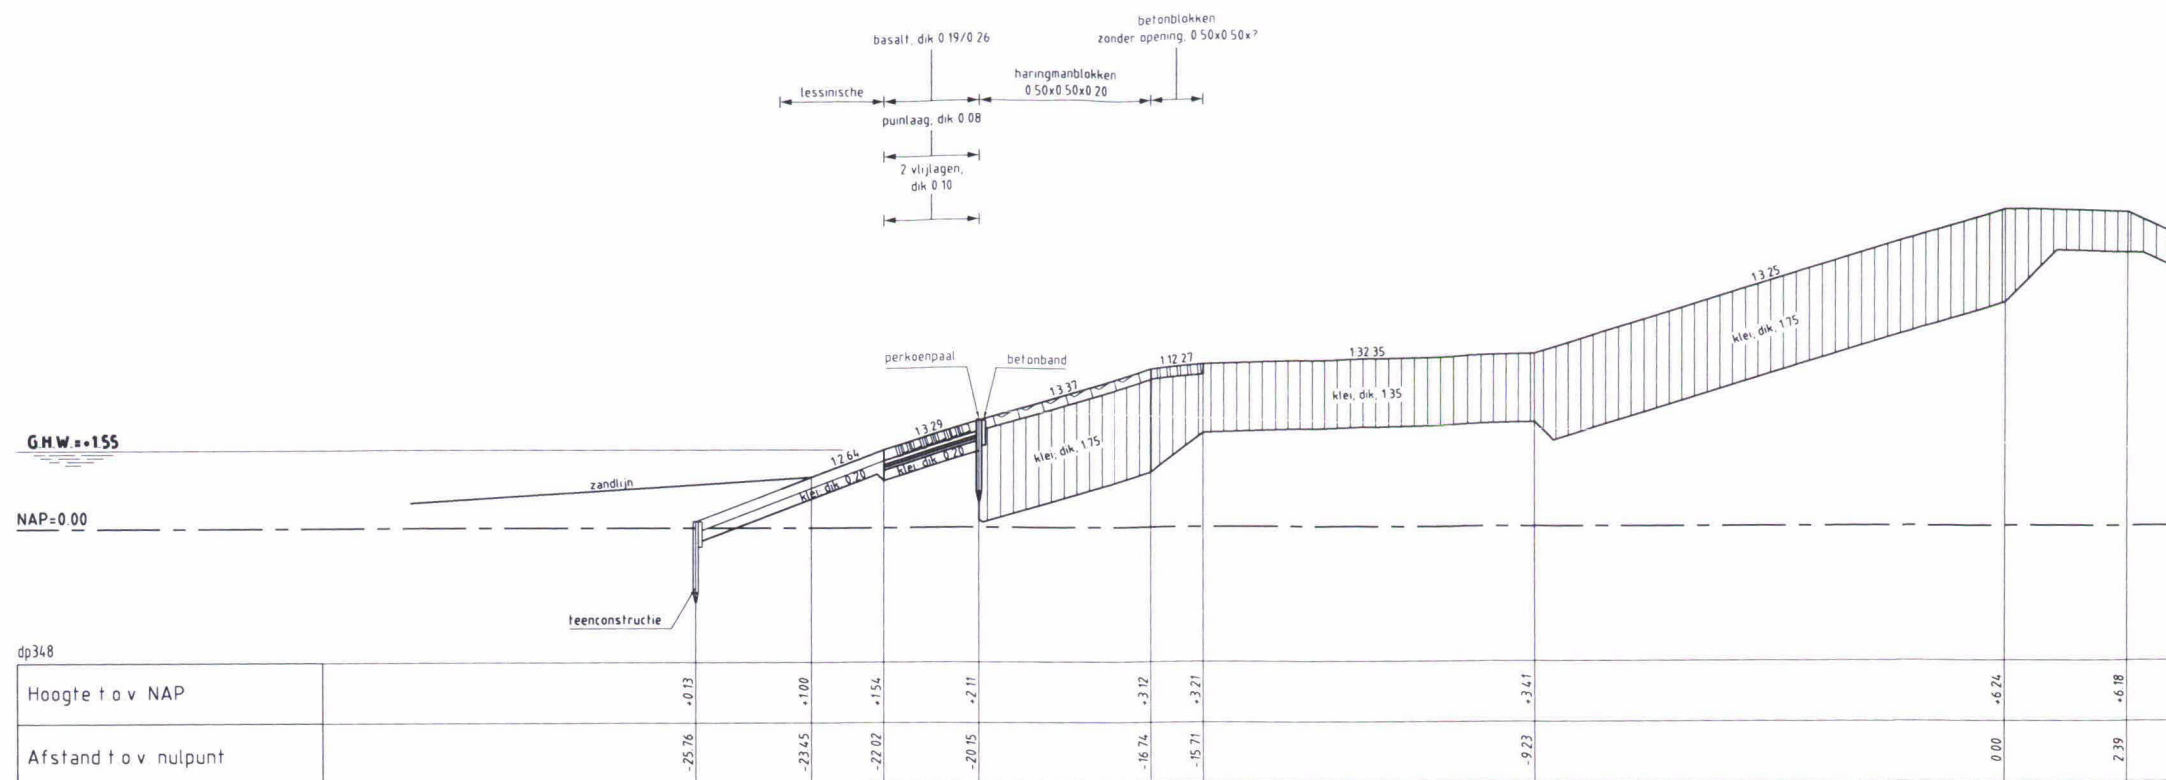 betonblokken
zonder opening, 0.50x0.50x?
basalt, dik 0.19/0.26
haringmanblokken
0.50x0.50x0.20
lessinische
puinlaag, dik 0.08
2 vlijlagen,
dik 0.10
1:3.25
klei, dik, 1.75
perkoenpaal
betonband
1:12.27
1:32.35
1:3.37
klei, dik, 1.35
1:3.29
G.H.W.=+1.55
1:2.64
klei, dik, 1.75
klei, dik 0.20
klei, dik, 0.20
zandlijn
NAP=0.00
teenconstructie
dp348
Hoogte t.o.v. NAP
+0.13
+1.00
+1.54
+2.11
+3.12
+3.21
+3.41
+6.24
+6.18
Afstand t.o.v. nulpunt
-25.76
-23.45
-22.02
-20.15
-16.74
-15.71
-9.23
0.00
2.39